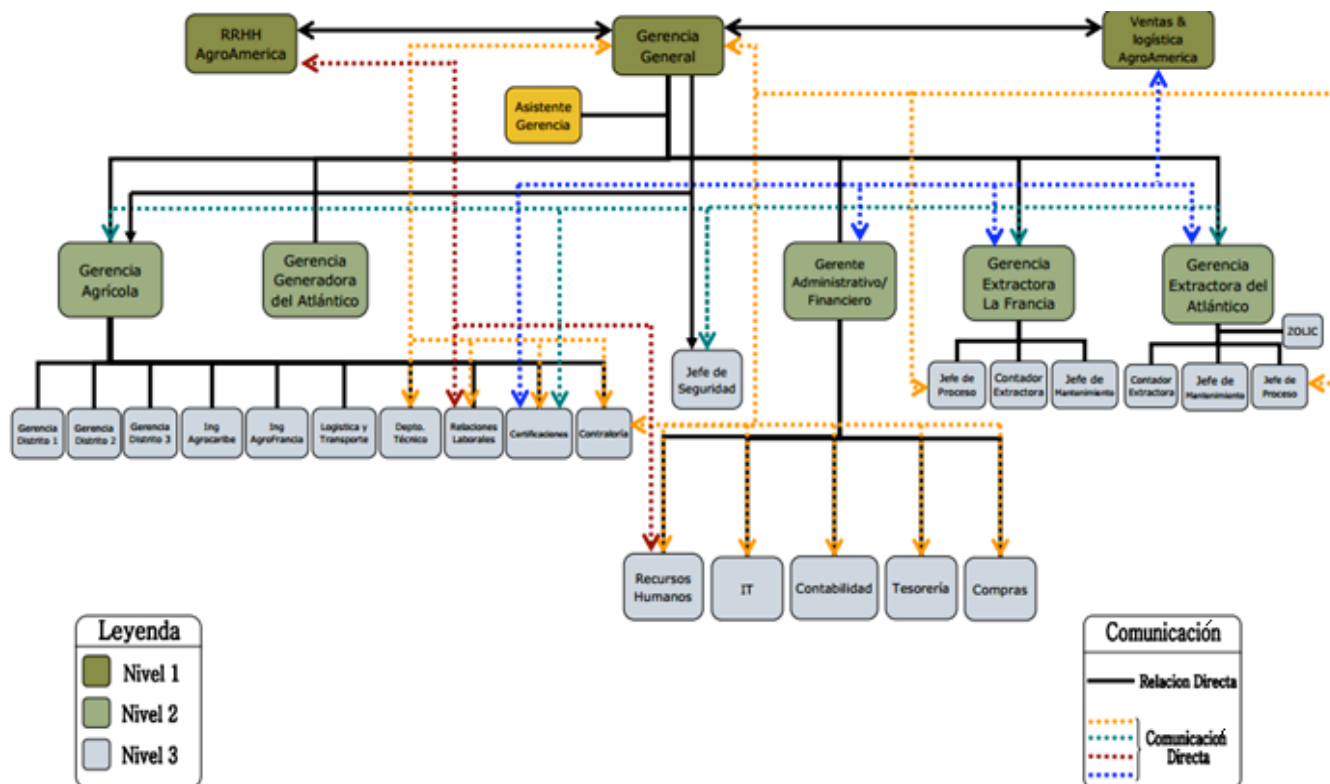 RRHH
AgroAmerica
Gerencia
General
Ventas &
logística
AgroAmerica
Asistente
Gerencia
Gerencia
Agrícola
Gerencia
Generadora
del Atlántico
Gerente
Administrativo/
Financiero
Gerencia
Extractora
La Francia
Gerencia
Extractora del
Atlántico
ZOLIC
Jefe de
Seguridad
Jefe de
Proceso
Contador
Extractora
Jefe de
Mantenimiento
Contador
Extractora
Jefe de
Mantenimiento
Jefe de
Proceso
Gerencia
Distrito 1
Gerencia
Distrito 2
Gerencia
Distrito 3
Ing
Agrocaribe
Ing
AgroFrancia
Logistica y
Transporte
Depto.
Técnico
Relaciones
Laborales
Certificaciones
Contraloría
Recursos
Humanos
IT
Contabilidad
Tesorería
Compras
Leyenda
Nivel 1
Nivel 2
Nivel 3
Comunicación
Relacion Directa
Comunicación
Directa